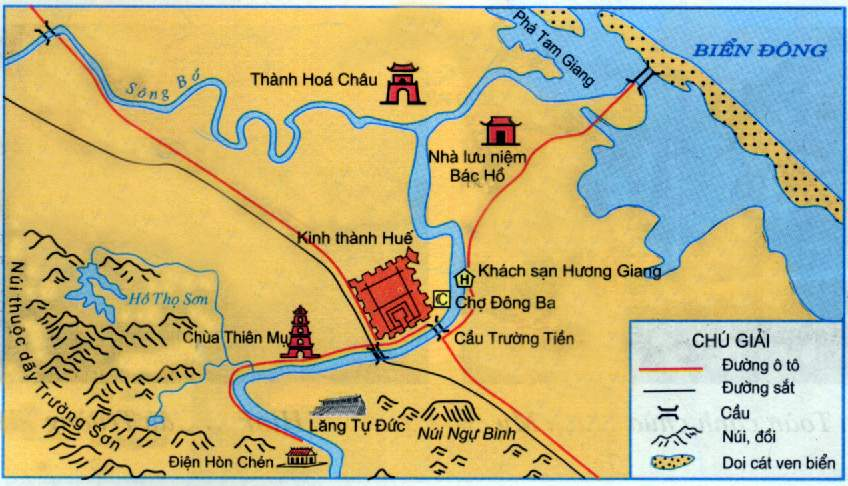 Phá Tam Giang
BIỂN ĐÔNG
Sông Bồ
Thành Hoá Châu
Nhà lưu niệm
Bác Hồ
Kinh thành Huế
Khách sạn Hương Giang
H
Hồ Thọ Sơn
C
Chợ Đông Ba
Núi thuộc dãy Trường Sơn
Chùa Thiên Mụ
Cầu Trường Tiền
Lăng Tự Đức
Núi Ngự Bình
Điện Hòn Chén
CHÚ GIẢI
Đường ô tô
Đường sắt
Cầu
Núi, đồi
Doi cát ven biển